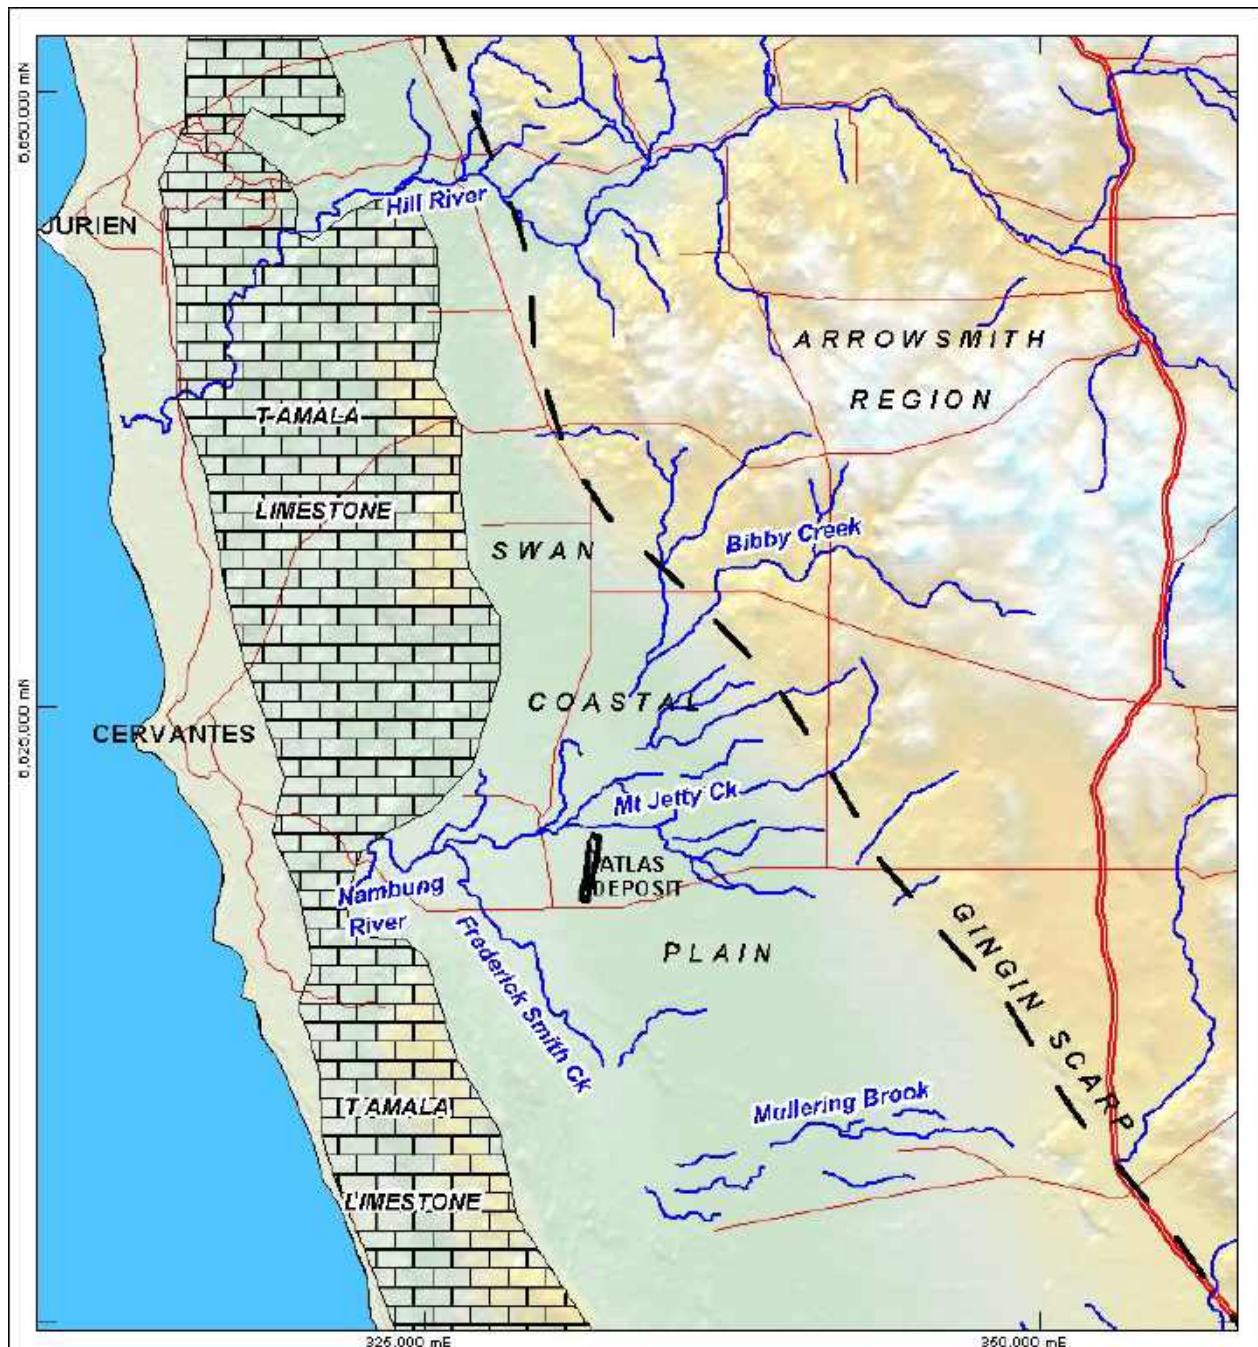 6,650,000 mN
Hill River
JURIEN
ARROWSMITH
REGION
TAMALA
LIMESTONE
SWAN
Bibby Creek
COASTAL
6,625,000 mN
CERVANTES
Mt Jetty Ck
ATLAS
DEPOSIT
Nambung
River
Frederick Smith Ck
PLAIN
GINGIN SCARP
TAMALA
Mullering Brook
LIMESTONE
325,000 mE
350,000 mE